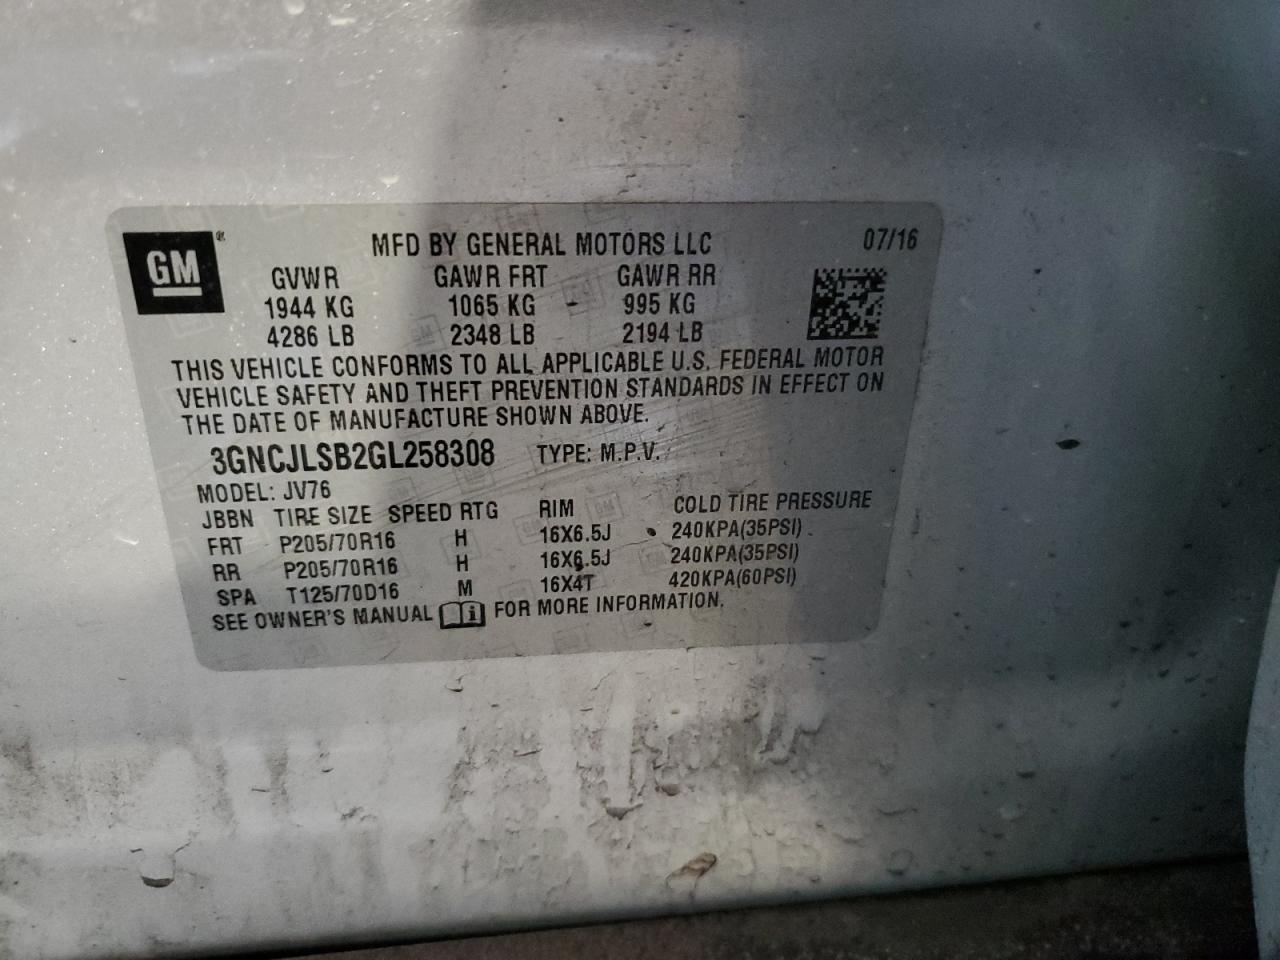 GM ®
MFD BY GENERAL MOTORS LLC 07/16
GVWR GAWR FRT GAWR RR
1944 KG 1065 KG 995 KG
4286 LB 2348 LB 2194 LB
THIS VEHICLE CONFORMS TO ALL APPLICABLE U.S. FEDERAL MOTOR
VEHICLE SAFETY AND THEFT PREVENTION STANDARDS IN EFFECT ON
THE DATE OF MANUFACTURE SHOWN ABOVE.
3GNCJLSB2GL258308 TYPE: M.P.V.
MODEL: JV76
JBBN TIRE SIZE SPEED RTG RIM COLD TIRE PRESSURE
FRT P205/70R16 H 16X6.5J 240KPA(35PSI)
RR P205/70R16 H 16X6.5J 240KPA(35PSI)
SPA T125/70D16 M 16X4T 420KPA(60PSI)
SEE OWNER'S MANUAL i FOR MORE INFORMATION.